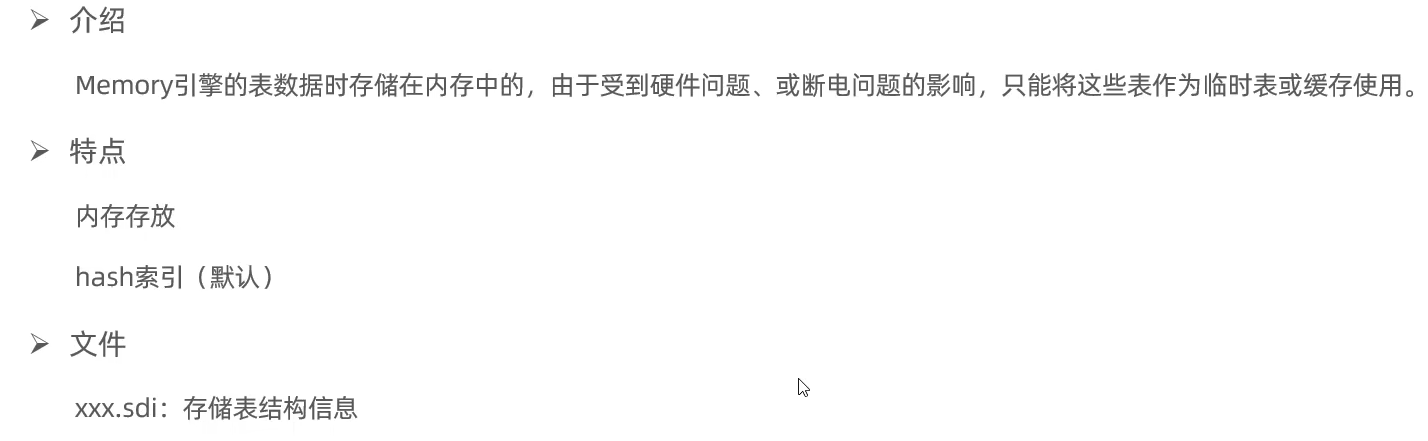 ➢ 介绍
Memory引擎的表数据时存储在内存中的，由于受到硬件问题、或断电问题的影响，只能将这些表作为临时表或缓存使用。
➢ 特点
内存存放
hash索引（默认）
➢ 文件
xxx.sdi：存储表结构信息